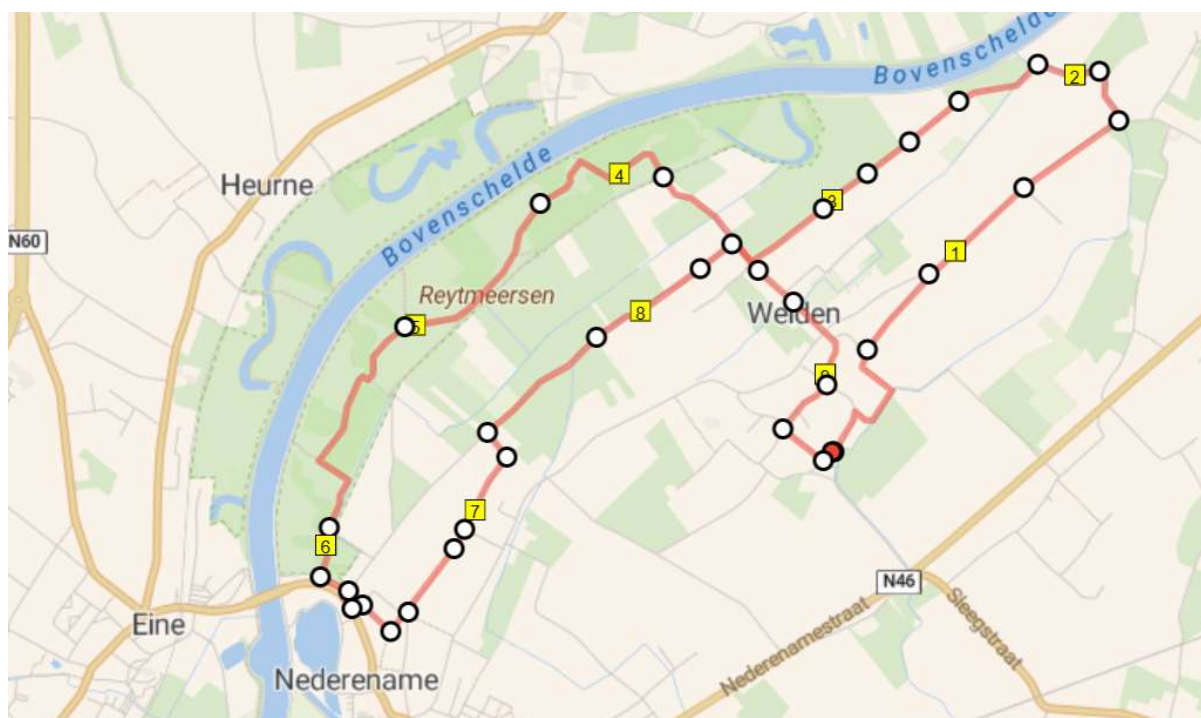 Bovenschelde
2
Heurne
4
3
Bovenschelde
N60
1
Reytmeersen
8
Welden
5
9
7
6
N46
Eine
Sleegstraat
Nederenamestraat
Nederename